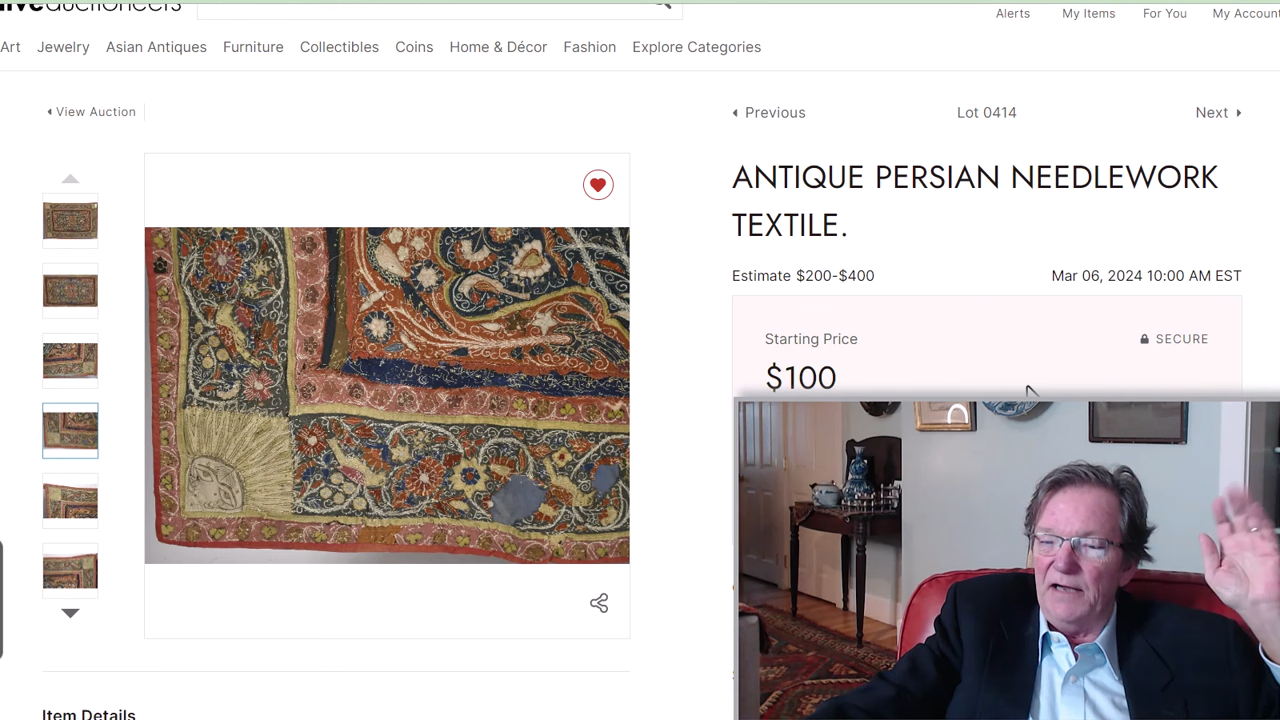 liveauctioneers
Alerts
My Items
For You
My Account
Art
Jewelry
Asian Antiques
Furniture
Collectibles
Coins
Home & Décor
Fashion
Explore Categories
View Auction
Previous
Lot 0414
Next
ANTIQUE PERSIAN NEEDLEWORK
TEXTILE.
Estimate $200-$400
Mar 06, 2024 10:00 AM EST
Starting Price
SECURE
$100
Item Details